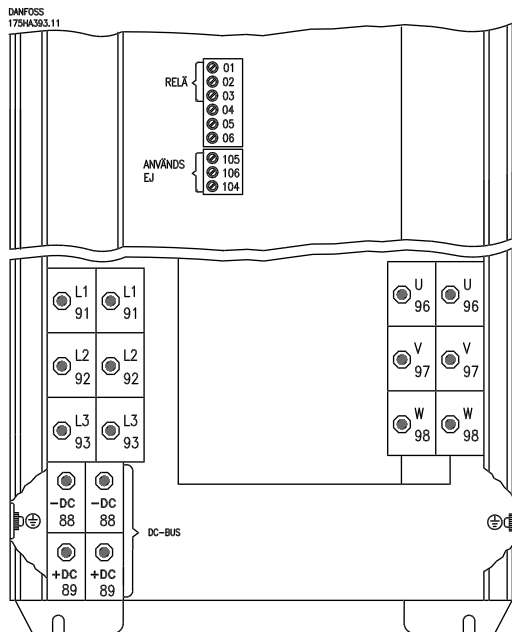 DANFOSS
175HA393.11
RELÄ
01
02
03
04
05
06
ANVÄNDS
EJ
105
106
104
L1 L1 U U
91 91 96 96
L2 L2 V V
92 92 97 97
L3 L3 W W
93 93 98 98
–DC –DC
88 88
DC–BUS
+DC +DC
89 89